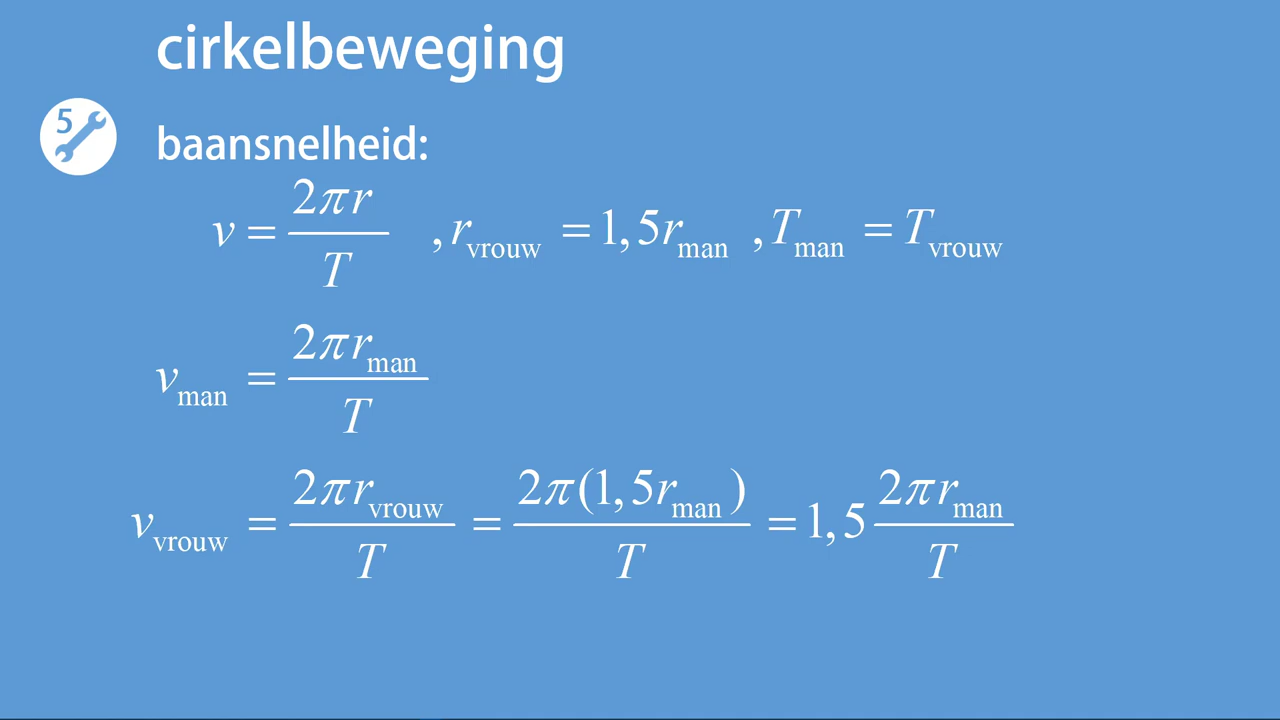 cirkelbeweging
5
baansnelheid:
v = 2πr / T , r_vrouw = 1,5r_man , T_man = T_vrouw
v_man = 2πr_man / T
v_vrouw = 2πr_vrouw / T = 2π(1,5r_man) / T = 1,5 2πr_man / T